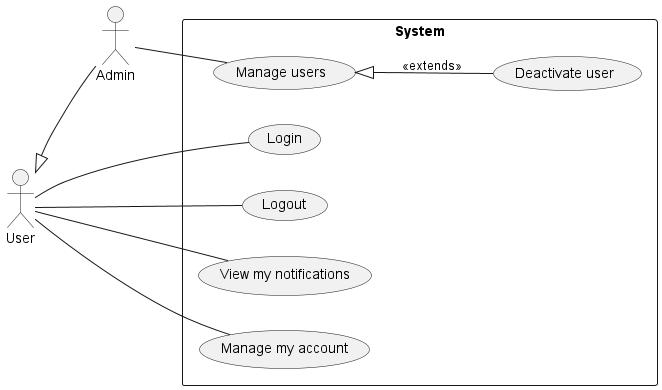 System
Admin
Manage users
«extends»
Deactivate user
Login
User
Logout
View my notifications
Manage my account